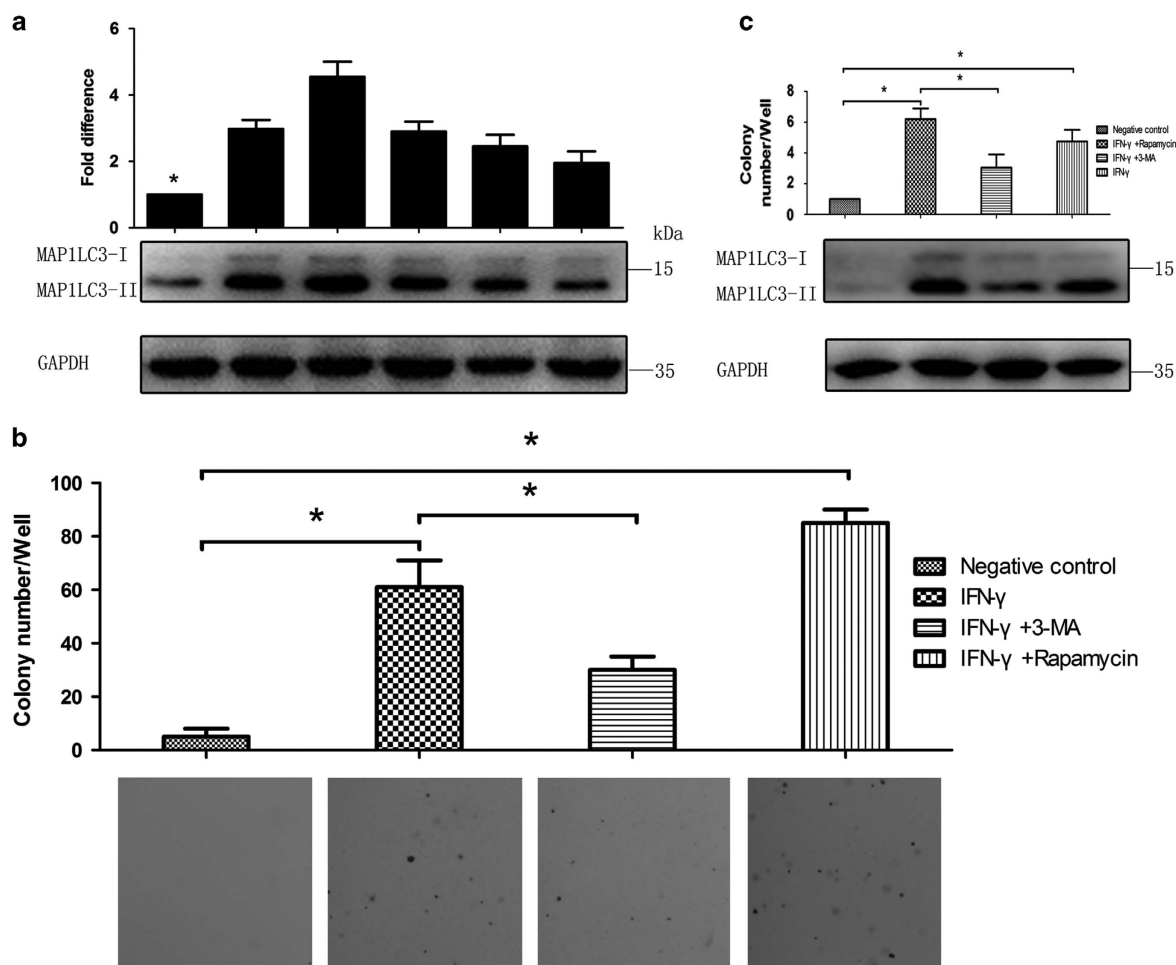 a
6
4
2
0
Fold difference
*
kDa
MAP1LC3-I
15
MAP1LC3-II
GAPDH
35
c
*
*
*
8
6
4
2
0
Colony
number/Well
Negative control
IFN-γ +Rapamycin
IFN-γ +3-MA
IFN-γ
MAP1LC3-I
15
MAP1LC3-II
GAPDH
35
b
*
*
*
100
80
60
40
20
0
Colony number/Well
Negative control
IFN-γ
IFN-γ +3-MA
IFN-γ +Rapamycin